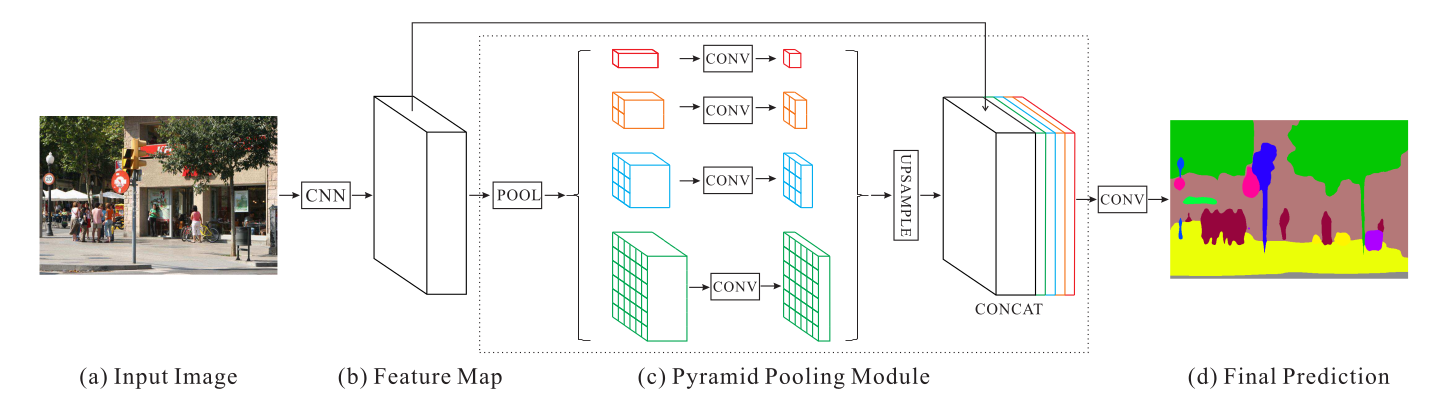 CNN
POOL
CONV
CONV
CONV
CONV
UPSAMPLE
CONCAT
CONV
(a) Input Image
(b) Feature Map
(c) Pyramid Pooling Module
(d) Final Prediction